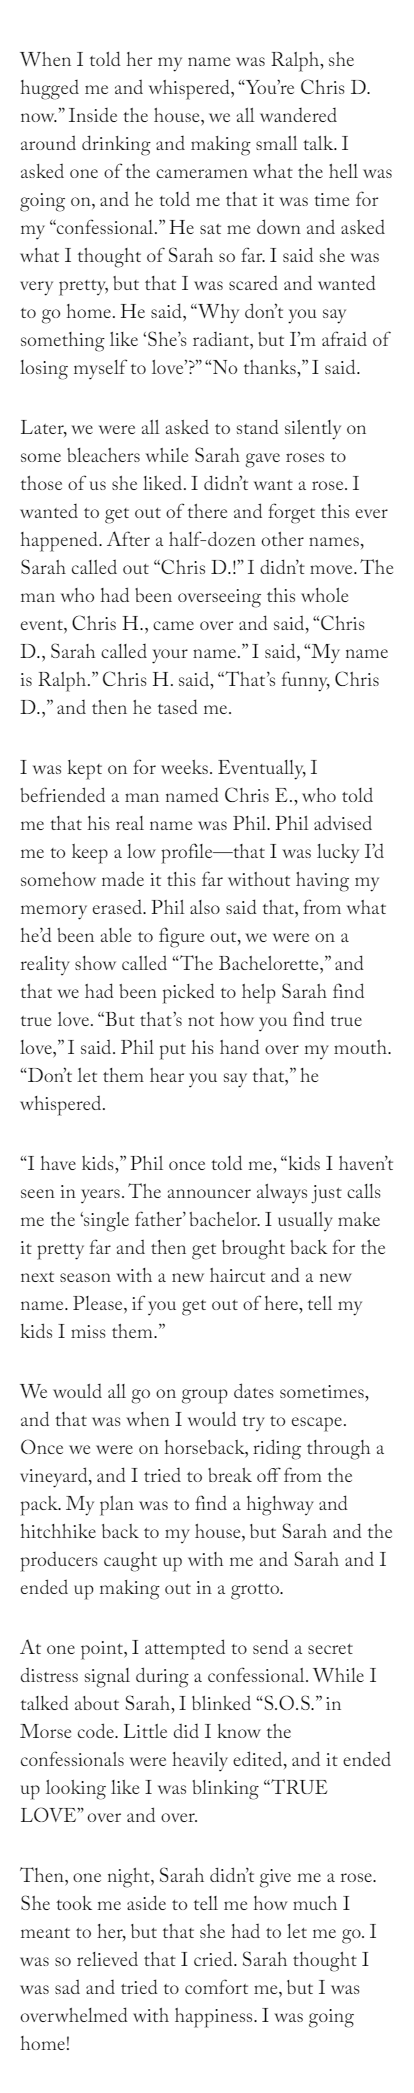 When I told her my name was Ralph, she
hugged me and whispered, “You’re Chris D.
now.” Inside the house, we all wandered
around drinking and making small talk. I
asked one of the cameramen what the hell was
going on, and he told me that it was time for
my “confessional.” He sat me down and asked
what I thought of Sarah so far. I said she was
very pretty, but that I was scared and wanted
to go home. He said, “Why don’t you say
something like ‘She’s radiant, but I’m afraid of
losing myself to love’?” “No thanks,” I said.

Later, we were all asked to stand silently on
some bleachers while Sarah gave roses to
those of us she liked. I didn’t want a rose. I
wanted to get out of there and forget this ever
happened. After a half-dozen other names,
Sarah called out “Chris D.!” I didn’t move. The
man who had been overseeing this whole
event, Chris H., came over and said, “Chris
D., Sarah called your name.” I said, “My name
is Ralph.” Chris H. said, “That’s funny, Chris
D.,” and then he tased me.

I was kept on for weeks. Eventually, I
befriended a man named Chris E., who told
me that his real name was Phil. Phil advised
me to keep a low profile—that I was lucky I’d
somehow made it this far without having my
memory erased. Phil also said that, from what
he’d been able to figure out, we were on a
reality show called “The Bachelorette,” and
that we had been picked to help Sarah find
true love. “But that’s not how you find true
love,” I said. Phil put his hand over my mouth.
“Don’t let them hear you say that,” he
whispered.

“I have kids,” Phil once told me, “kids I haven’t
seen in years. The announcer always just calls
me the ‘single father’ bachelor. I usually make
it pretty far and then get brought back for the
next season with a new haircut and a new
name. Please, if you get out of here, tell my
kids I miss them.”

We would all go on group dates sometimes,
and that was when I would try to escape.
Once we were on horseback, riding through a
vineyard, and I tried to break off from the
pack. My plan was to find a highway and
hitchhike back to my house, but Sarah and the
producers caught up with me and Sarah and I
ended up making out in a grotto.

At one point, I attempted to send a secret
distress signal during a confessional. While I
talked about Sarah, I blinked “S.O.S.” in
Morse code. Little did I know the
confessionals were heavily edited, and it ended
up looking like I was blinking “TRUE
LOVE” over and over.

Then, one night, Sarah didn’t give me a rose.
She took me aside to tell me how much I
meant to her, but that she had to let me go. I
was so relieved that I cried. Sarah thought I
was sad and tried to comfort me, but I was
overwhelmed with happiness. I was going
home!